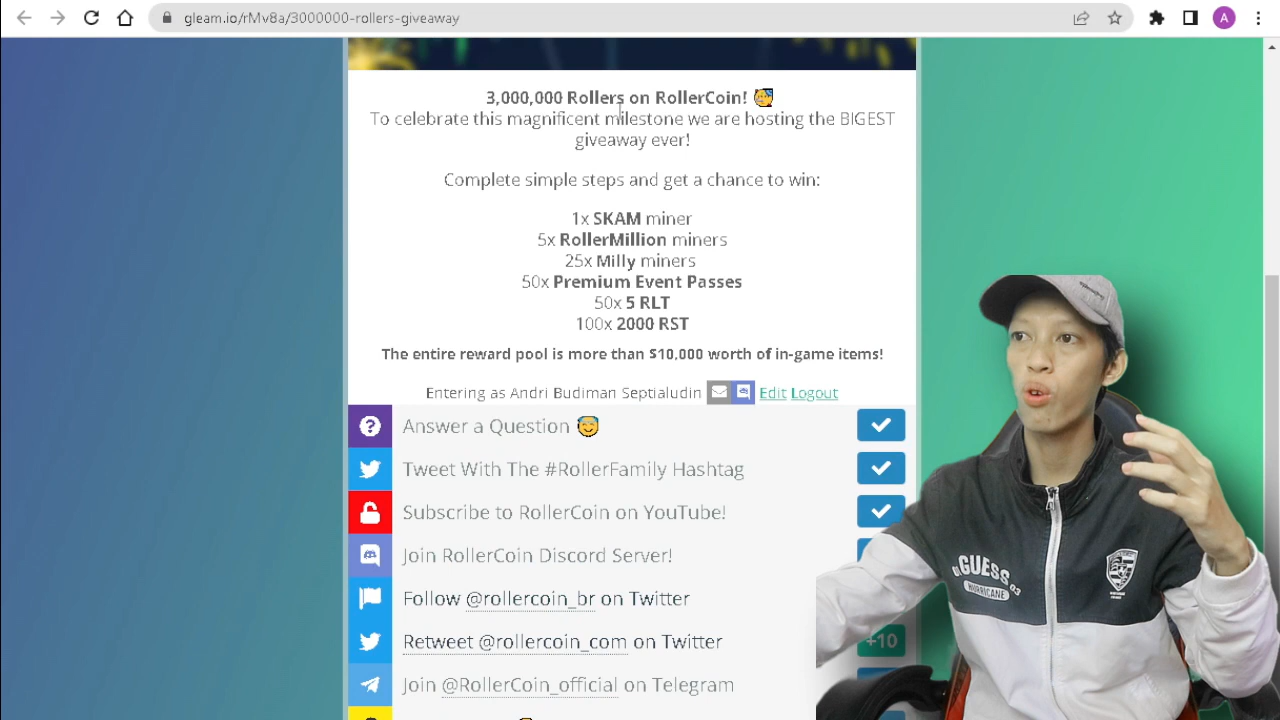 gleam.io/rMv8a/3000000-rollers-giveaway
A
3,000,000 Rollers on RollerCoin! 😅
To celebrate this magnificent milestone we are hosting the BIGEST
giveaway ever!
Complete simple steps and get a chance to win:
1x SKAM miner
5x RollerMillion miners
25x Milly miners
50x Premium Event Passes
50x 5 RLT
100x 2000 RST
The entire reward pool is more than $10,000 worth of in-game items!
Entering as Andri Budiman Septialudin Edit Logout
Answer a Question 😇
Tweet With The #RollerFamily Hashtag
Subscribe to RollerCoin on YouTube!
Join RollerCoin Discord Server!
Follow @rollercoin_br on Twitter
Retweet @rollercoin_com on Twitter
+10
Join @RollerCoin_official on Telegram
GUESS
HURRICANE
03